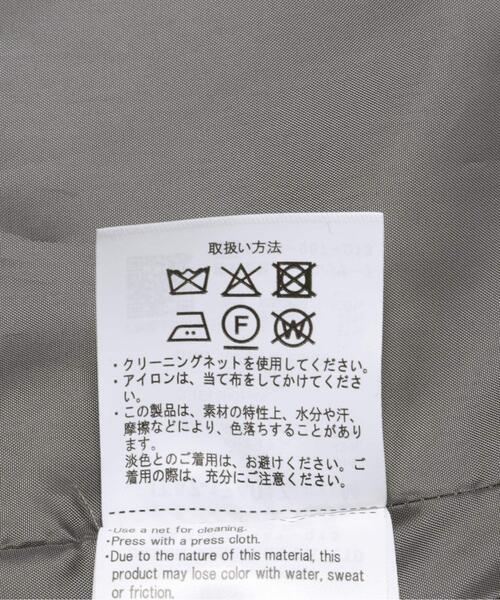 取扱い方法
F W
・クリーニングネットを使用してください。
・アイロンは、当て布をしてかけてくださ
い。
・この製品は、素材の特性上、水分や汗、
摩擦などにより、色落ちすることがあり
ます。
淡色とのご着用は、お避けください。ご
着用の際は、充分にご注意ください。
・Use a net for cleaning.
・Press with a press cloth.
・Due to the nature of this material, this
product may lose color with water, sweat
or friction.